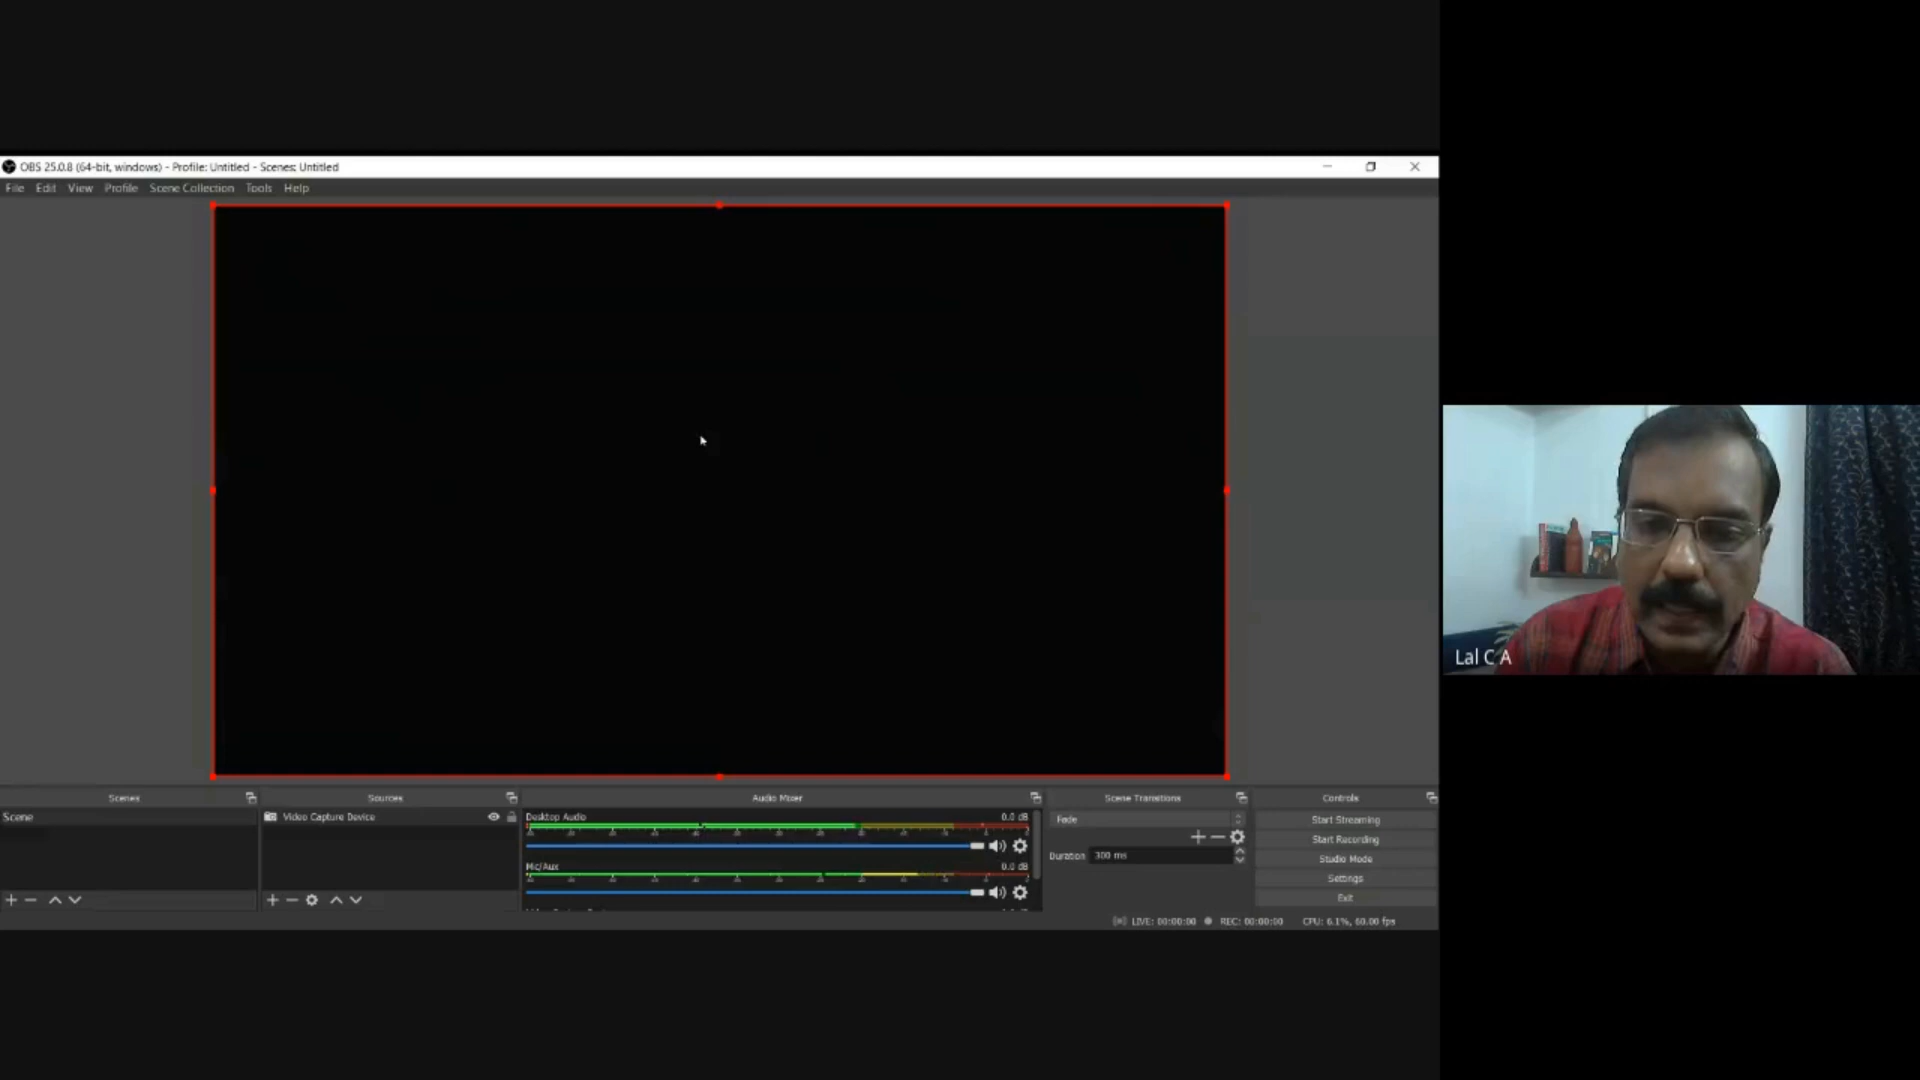 OBS 25.0.8 (64-bit, windows) - Profile: Untitled - Scenes: Untitled
File Edit View Profile Scene Collection Tools Help
Lal C A
Scenes
Sources
Audio Mixer
Scene Transitions
Controls
Scene
Video Capture Device
Desktop Audio
0.0 dB
Mic/Aux
0.0 dB
Fade
Duration 300 ms
Start Streaming
Start Recording
Studio Mode
Settings
Exit
LIVE: 00:00:00 REC: 00:00:00 CPU: 6.1%, 60.00 fps